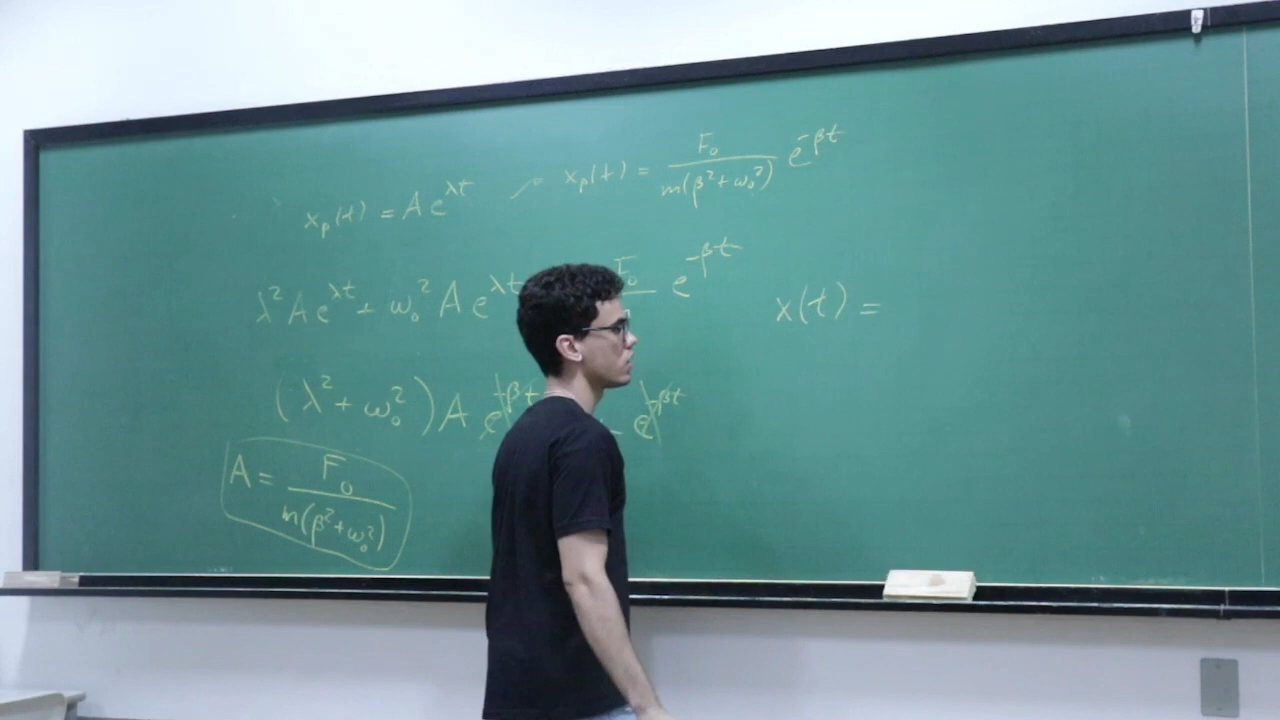 x_p(t) = A e^{λt} → x_p(t) = F₀ / m(β² + ω₀²) e^{-βt}
λ² A e^{λt} + ω₀² A e^{λt} F₀ e^{-βt}
x(t) =
(λ² + ω₀²) A e^{βt} e^{βt}
A = F₀ / m(β² + ω₀²)